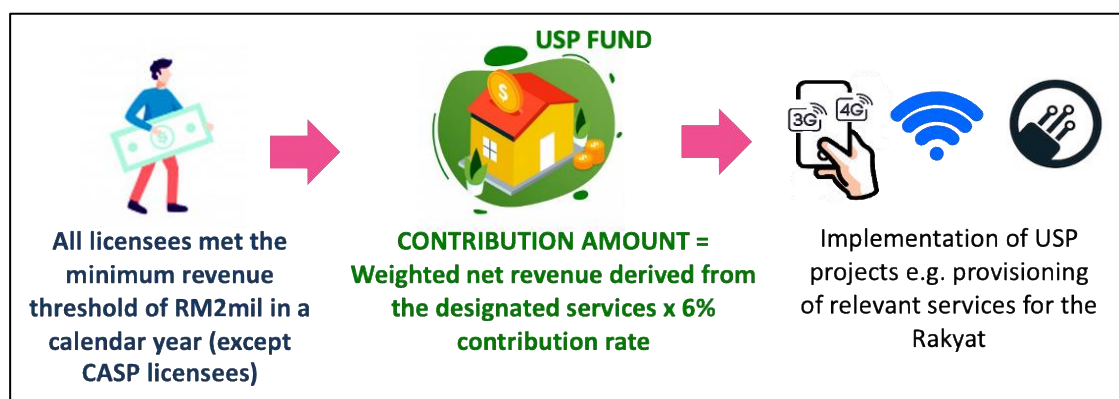 USP FUND
$
$
3G
4G
All licensees met the
minimum revenue
threshold of RM2mil in a
calendar year (except
CASP licensees)
CONTRIBUTION AMOUNT =
Weighted net revenue derived from
the designated services x 6%
contribution rate
Implementation of USP
projects e.g. provisioning
of relevant services for the
Rakyat